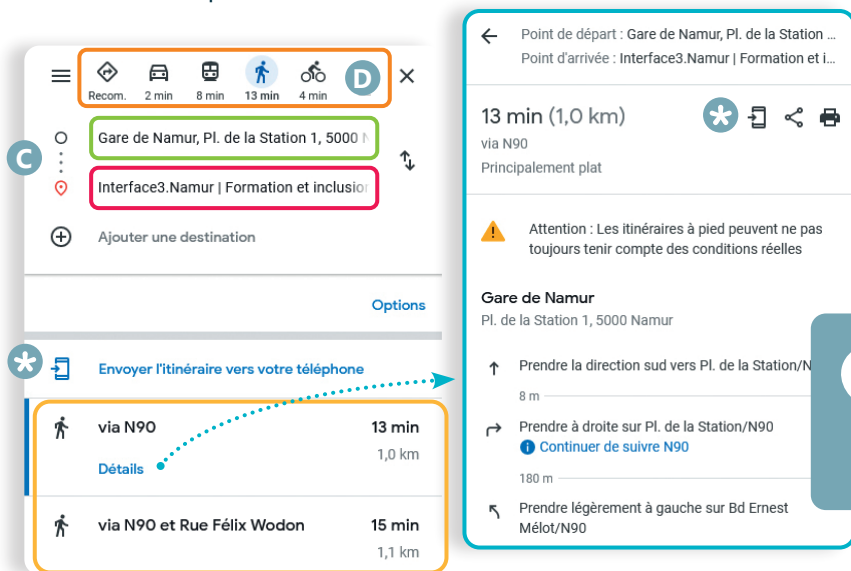 Recom.
2 min
8 min
13 min
4 min
D
C
Gare de Namur, Pl. de la Station 1, 5000
Interface3.Namur | Formation et inclusion
Ajouter une destination
Options
*
Envoyer l'itinéraire vers votre téléphone
via N90
13 min
1,0 km
Détails
via N90 et Rue Félix Wodon
15 min
1,1 km
Point de départ : Gare de Namur, Pl. de la Station ...
Point d'arrivée : Interface3.Namur | Formation et i...
13 min (1,0 km)
*
via N90
Principalement plat
Attention : Les itinéraires à pied peuvent ne pas
toujours tenir compte des conditions réelles
Gare de Namur
Pl. de la Station 1, 5000 Namur
Prendre la direction sud vers Pl. de la Station/N
8 m
Prendre à droite sur Pl. de la Station/N90
Continuer de suivre N90
180 m
Prendre légèrement à gauche sur Bd Ernest
Mélot/N90